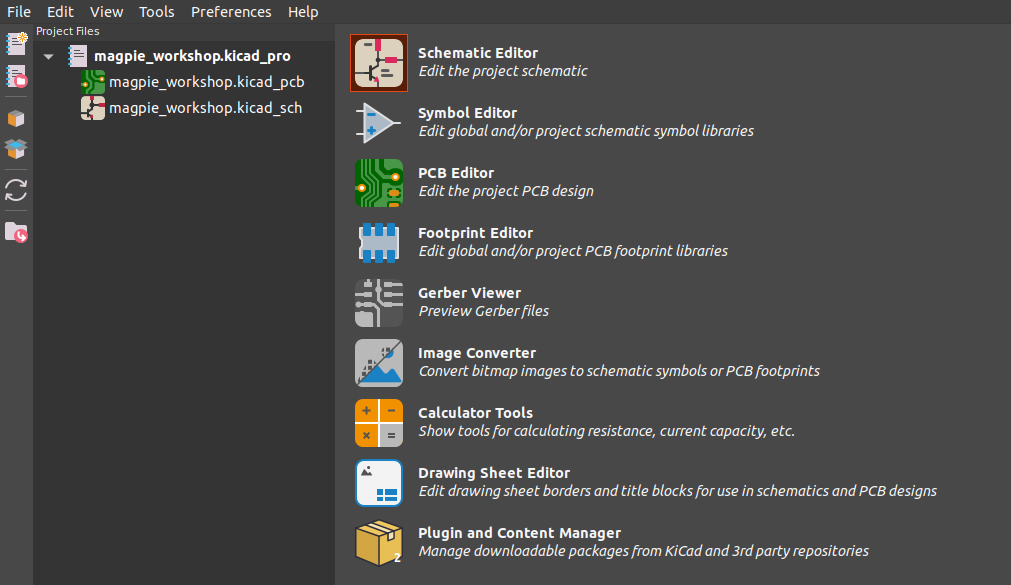 File Edit View Tools Preferences Help
Project Files
magpie_workshop.kicad_pro
magpie_workshop.kicad_pcb
magpie_workshop.kicad_sch
Schematic Editor
Edit the project schematic
Symbol Editor
Edit global and/or project schematic symbol libraries
PCB Editor
Edit the project PCB design
Footprint Editor
Edit global and/or project PCB footprint libraries
Gerber Viewer
Preview Gerber files
Image Converter
Convert bitmap images to schematic symbols or PCB footprints
Calculator Tools
Show tools for calculating resistance, current capacity, etc.
Drawing Sheet Editor
Edit drawing sheet borders and title blocks for use in schematics and PCB designs
Plugin and Content Manager
Manage downloadable packages from KiCad and 3rd party repositories
2